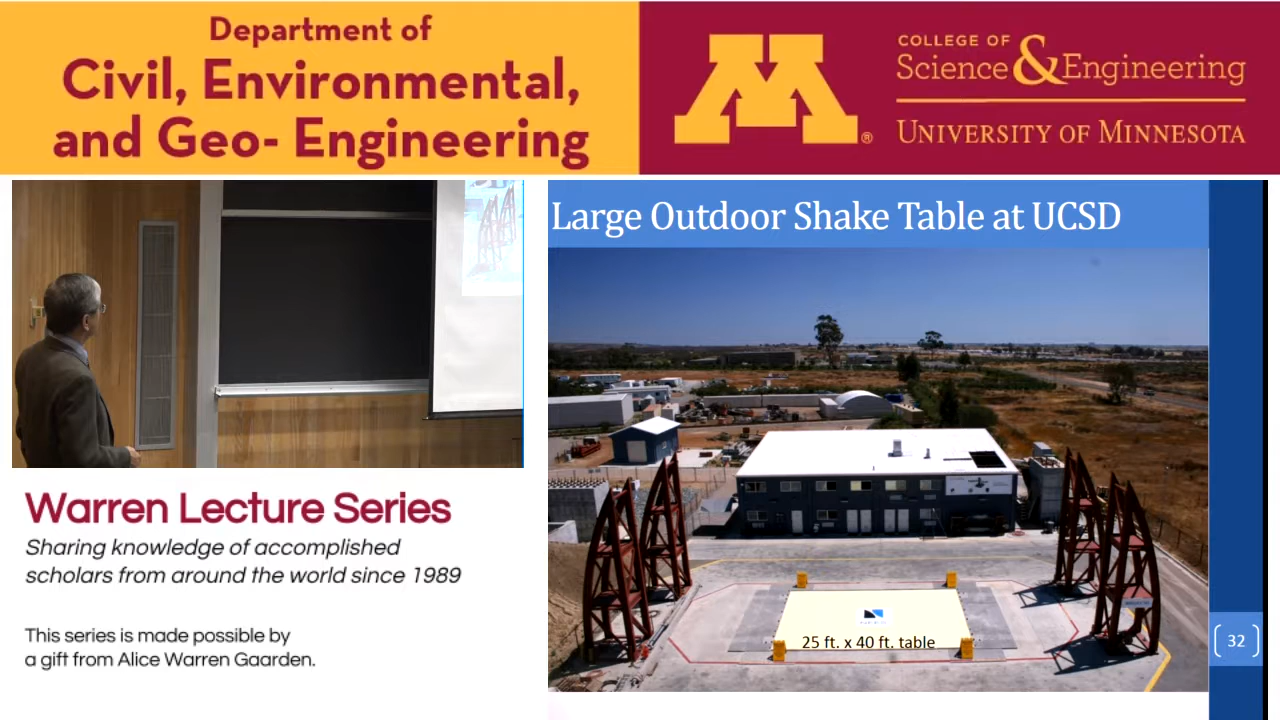 Department of
Civil, Environmental,
and Geo- Engineering
M®
COLLEGE OF
Science & Engineering
UNIVERSITY OF MINNESOTA
Large Outdoor Shake Table at UCSD
25 ft. x 40 ft. table
32
Warren Lecture Series
Sharing knowledge of accomplished
scholars from around the world since 1989
This series is made possible by
a gift from Alice Warren Gaarden.